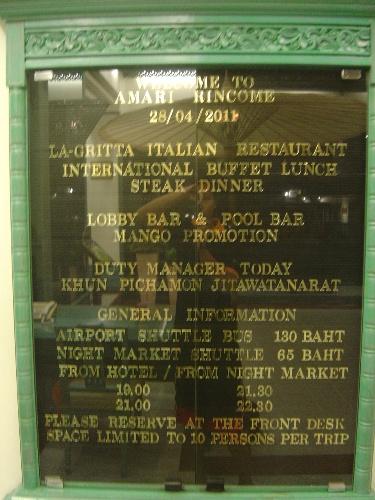 WELCOME TO
AMARI RINCOME
28/04/2011
LA-GRITTA ITALIAN RESTAURANT
INTERNATIONAL BUFFET LUNCH
STEAK DINNER
LOBBY BAR & POOL BAR
MANGO PROMOTION
DUTY MANAGER TODAY
KHUN PICHAMON JITAWATANARAT
GENERAL INFORMATION
AIRPORT SHUTTLE BUS 130 BAHT
NIGHT MARKET SHUTTLE 65 BAHT
FROM HOTEL / FROM NIGHT MARKET
19.00 21.30
21.00 22.30
PLEASE RESERVE AT THE FRONT DESK
SPACE LIMITED TO 10 PERSONS PER TRIP